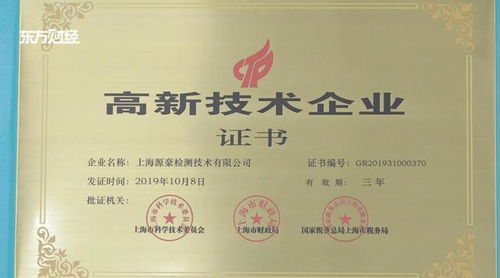 东方财经
高新技术企业
证书
企业名称：上海源豪检测技术有限公司 证书编号：GR201931000370
发证时间：2019年10月8日 有 效 期：三年
批证机关：
上海市科学技术委员会 上海市财政局 国家税务总局上海市税务局